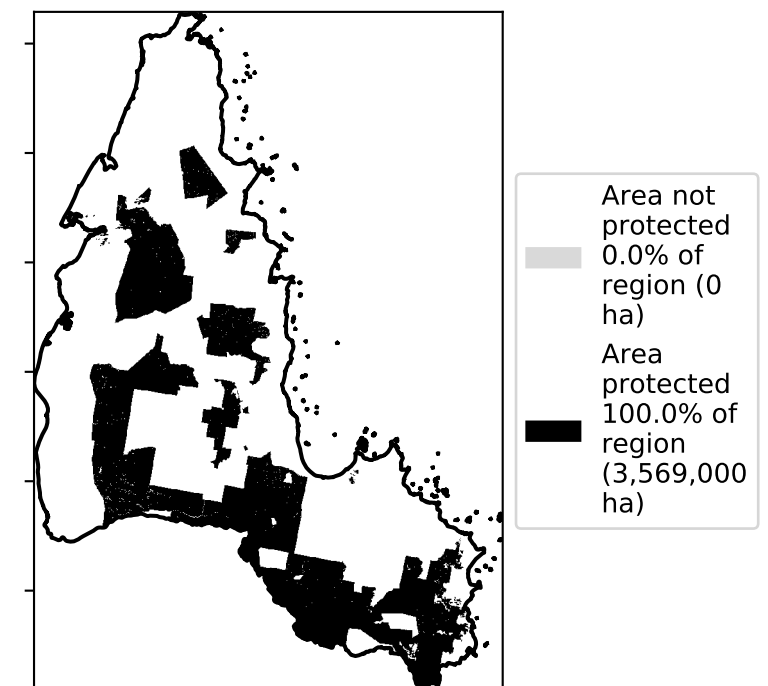 Area not
protected
0.0% of
region (0
ha)
Area
protected
100.0% of
region
(3,569,000
ha)